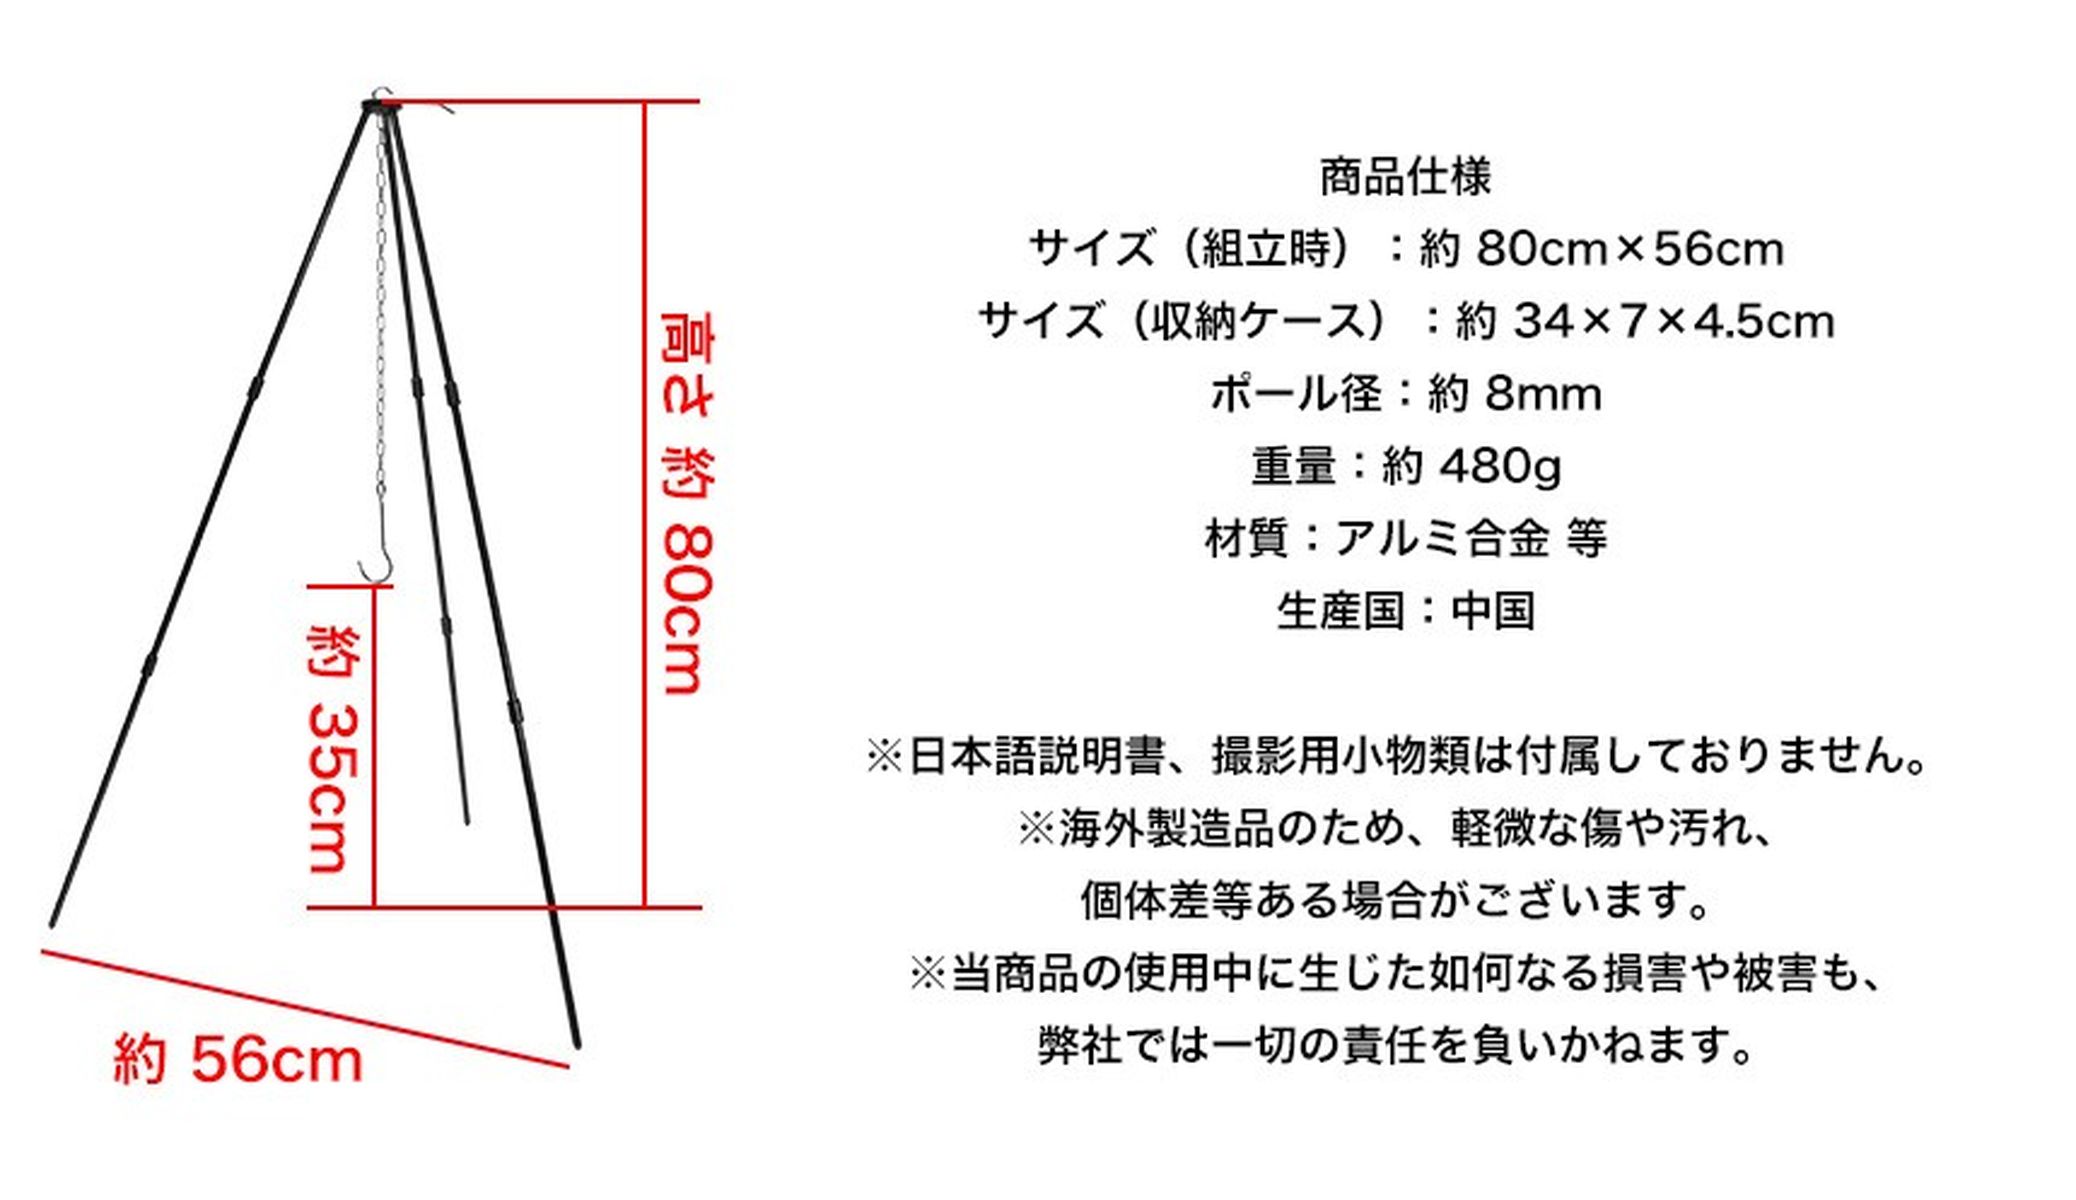 高さ 約 80cm
約 35cm
約 56cm
商品仕様
サイズ（組立時）：約 80cm×56cm
サイズ（収納ケース）：約 34×7×4.5cm
ポール径：約 8mm
重量：約 480g
材質：アルミ合金 等
生産国：中国
※日本語説明書、撮影用小物類は付属しておりません。
※海外製造品のため、軽微な傷や汚れ、
個体差等ある場合がございます。
※当商品の使用中に生じた如何なる損害や被害も、
弊社では一切の責任を負いかねます。